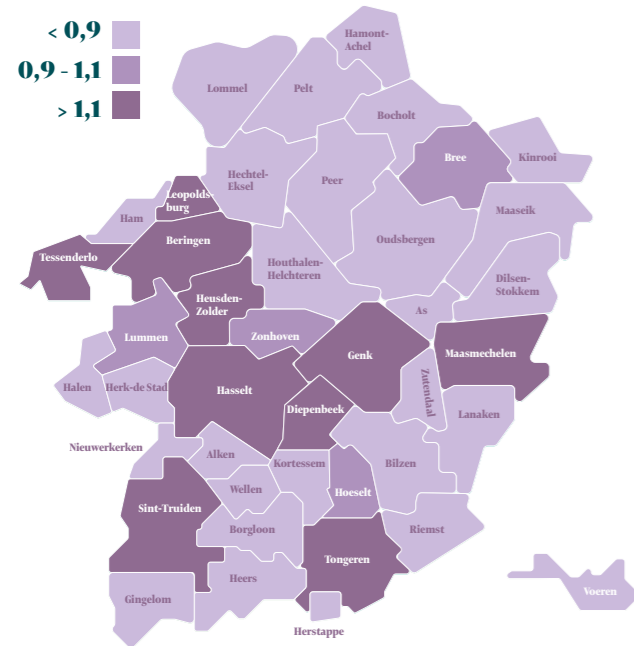 < 0,9
0,9 - 1,1
> 1,1
Hamont-
Achel
Lommel
Pelt
Bocholt
Bree
Kinrooi
Hechtel-
Eksel
Peer
Leopolds-
burg
Ham
Maaseik
Beringen
Oudsbergen
Tessenderlo
Houthalen-
Helchteren
Dilsen-
Stokkem
Heusden-
Zolder
As
Lummen
Zonhoven
Genk
Maasmechelen
Halen
Herk-de Stad
Hasselt
Zutendaal
Diepenbeek
Lanaken
Nieuwerkerken
Alken
Kortessem
Bilzen
Wellen
Hoeselt
Sint-Truiden
Borgloon
Riemst
Tongeren
Heers
Gingelom
Voeren
Herstappe